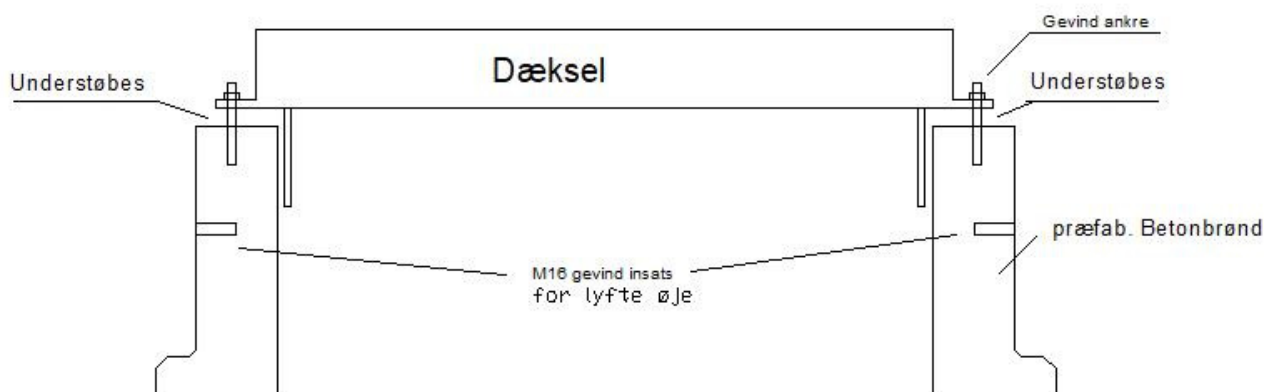 Gevind ankre
Dæksel
Understøbes
Understøbes
præfab. Betonbrønd
M16 gevind insats
for lyfte øje